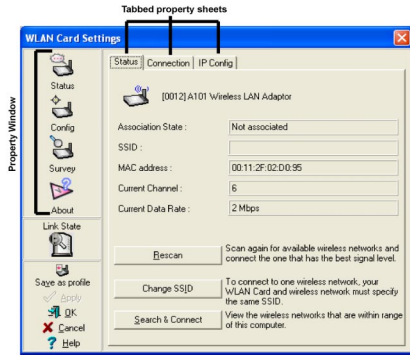 Tabbed property sheets
WLAN Card Settings
Property Window
Status
Config
Survey
About
Link State
Save as profile
Apply
OK
Cancel
Help
Status Connection IP Config
[0012] A101 Wireless LAN Adaptor
Association State : Not associated
SSID :
MAC address : 00:11:2F:02:D0:95
Current Channel : 6
Current Data Rate : 2 Mbps
Rescan
Scan again for available wireless networks and
connect the one that has the best signal level.
Change SSID
To connect to one wireless network, your
WLAN Card and wireless network must specify
the same SSID.
Search & Connect
View the wireless networks that are within range
of this computer.